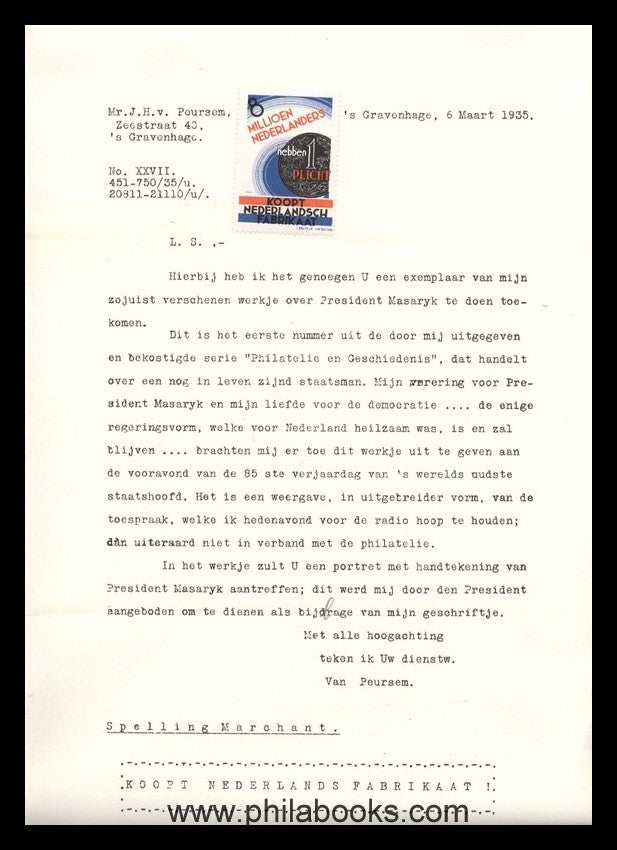 Mr.J.H.v. Peursem,
Zeestraat 40,
's Gravenhage.
's Gravenhage, 6 Maart 1935.
8
MILLIOEN
NEDERLANDERS
hebben 1
PLICHT
KOOPT
NEDERLANDSCH
FABRIKAAT
No. XXVII.
451-750/35/u.
20811-21110/u/.
L. S. ,-
Hierbij heb ik het genoegen U een exemplaar van mijn
zojuist verschenen werkje over President Masaryk te doen toe-
komen.
Dit is het eerste nummer uit de door mij uitgegeven
en bekostigde serie "Philatelie en Geschiedenis", dat handelt
over een nog in leven zijnd staatsman. Mijn verering voor Pre-
sident Masaryk en mijn liefde voor de democratie .... de enige
regeringsvorm, welke voor Nederland heilzaam was, is en zal
blijven .... brachten mij er toe dit werkje uit te geven aan
de vooravond van de 85 ste verjaardag van 's werelds oudste
staatshoofd. Het is een weergave, in uitgebreider vorm, van de
toespraak, welke ik hedenavond voor de radio hoop te houden;
dàn uiteraard niet in verband met de philatelie.
In het werkje zult U een portret met handtekening van
President Masaryk aantreffen; dit werd mij door den President
aangeboden om te dienen als bijdrage van mijn geschriftje.
Met alle hoogachting
teken ik Uw dienstw.
Van Peursem.
Spelling Marchant.
KOOPT NEDERLANDS FABRIKAAT !
www.philabooks.com